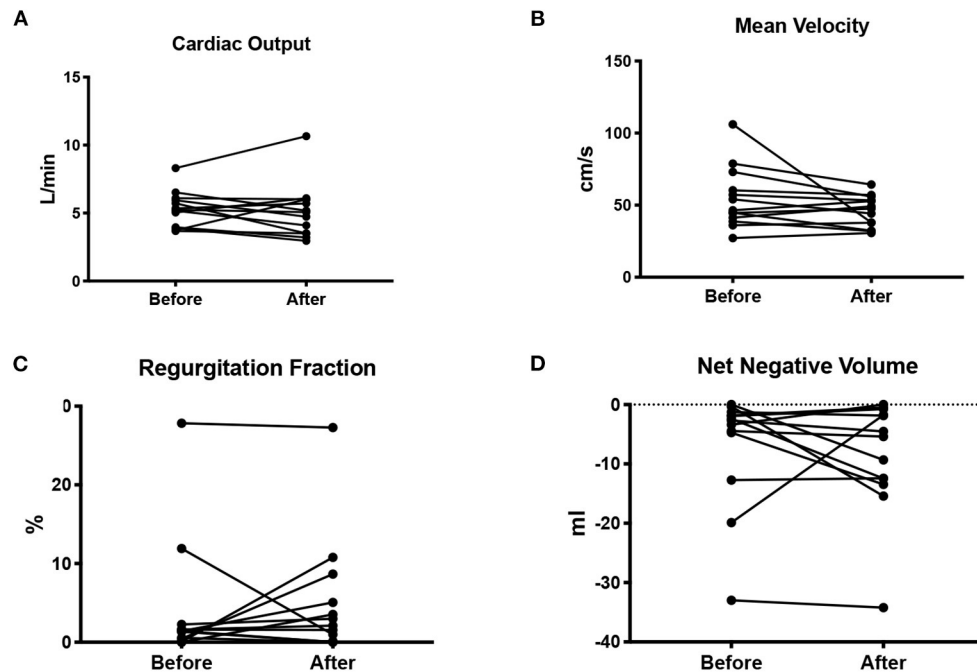 A
Cardiac Output
15
10
5
0
L/min
Before After
B
Mean Velocity
150
100
50
0
cm/s
Before After
C
Regurgitation Fraction
20
10
0
%
Before After
D
Net Negative Volume
0
-10
-20
-30
-40
ml
Before After